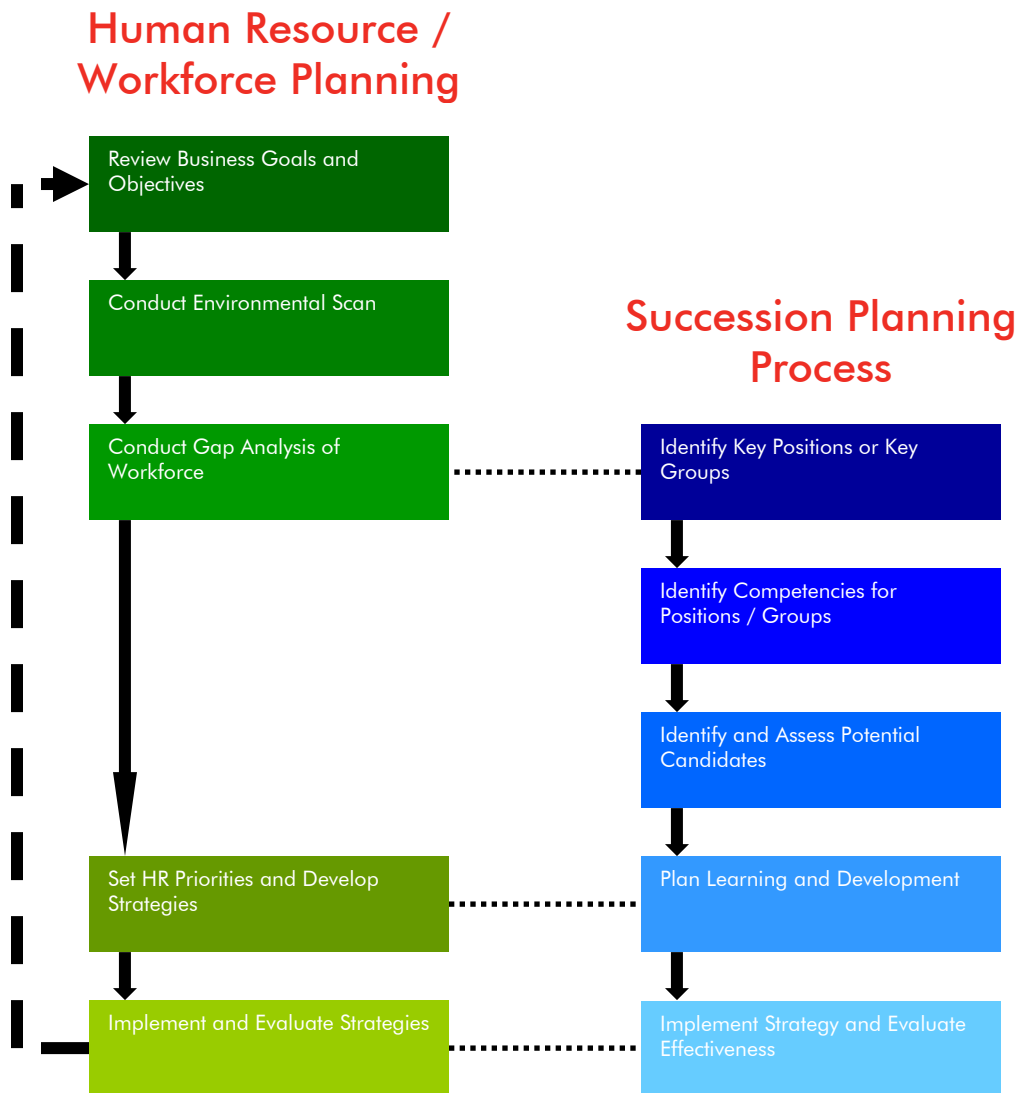 Human Resource /
Workforce Planning
Review Business Goals and
Objectives
Conduct Environmental Scan
Conduct Gap Analysis of
Workforce
Set HR Priorities and Develop
Strategies
Implement and Evaluate Strategies
Succession Planning
Process
Identify Key Positions or Key
Groups
Identify Competencies for
Positions / Groups
Identify and Assess Potential
Candidates
Plan Learning and Development
Implement Strategy and Evaluate
Effectiveness